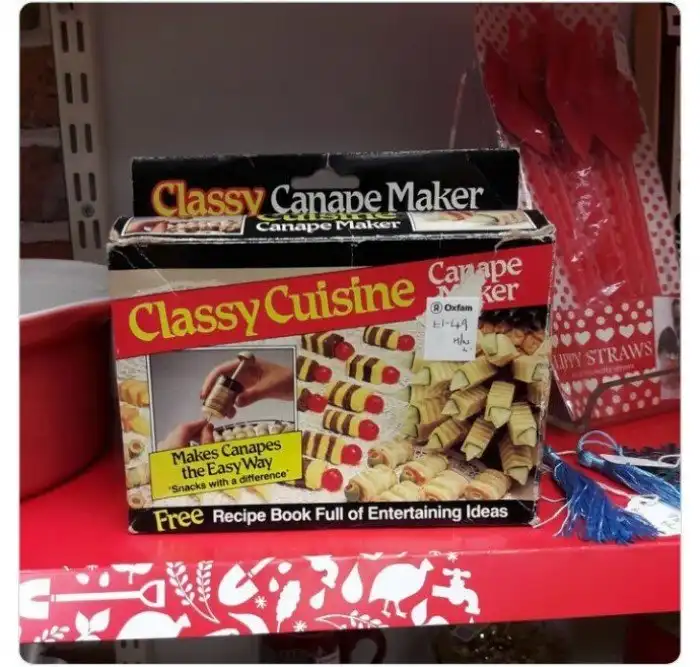 Classy Canape Maker
Cuisine
Canape Maker
Classy Cuisine
Canape
Maker
Oxfam
£1-49
Makes Canapes
the Easy Way
"Snacks with a difference"
Free Recipe Book Full of Entertaining Ideas
STRAWS